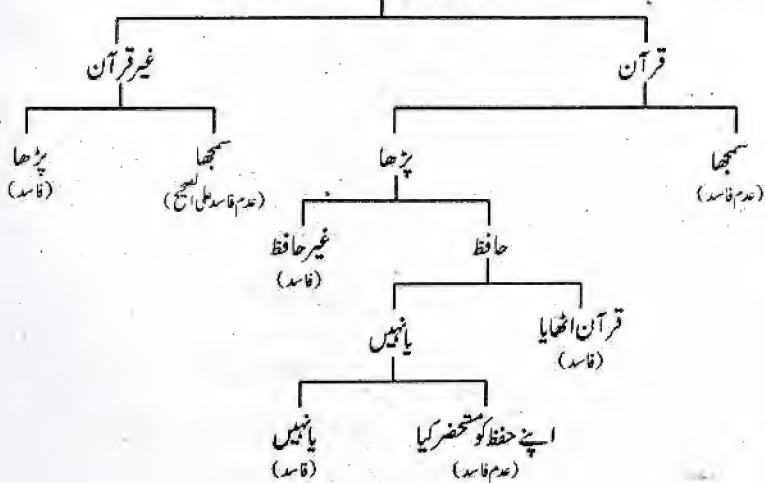 قرآن
غیر قرآن
سمجھا
(عدم فاسد)
پڑھا
سمجھا
(عدم فاسد علی الصحیح)
پڑھا
(فاسد)
حافظ
غیر حافظ
(فاسد)
قرآن اٹھایا
(فاسد)
یا نہیں
اپنے حفظ کو مستحضر کیا
(عدم فاسد)
یا نہیں
(فاسد)